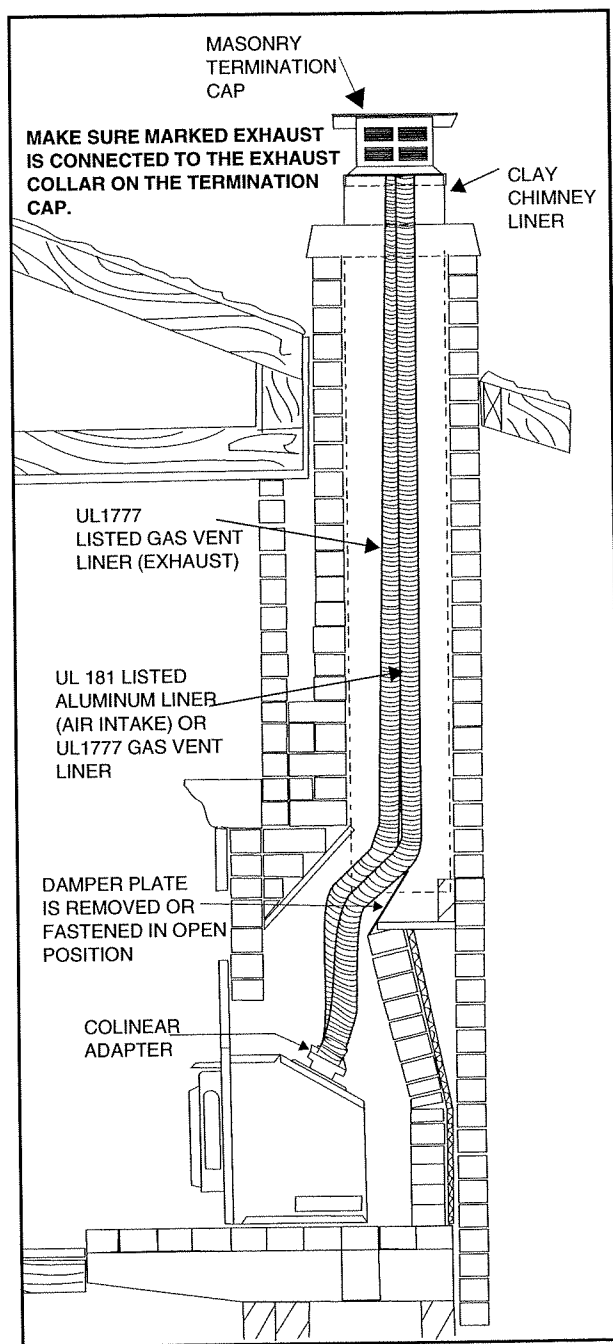 MASONRY
TERMINATION
CAP
MAKE SURE MARKED EXHAUST
IS CONNECTED TO THE EXHAUST
COLLAR ON THE TERMINATION
CAP.
CLAY
CHIMNEY
LINER
UL1777
LISTED GAS VENT
LINER (EXHAUST)
UL 181 LISTED
ALUMINUM LINER
(AIR INTAKE) OR
UL1777 GAS VENT
LINER
DAMPER PLATE
IS REMOVED OR
FASTENED IN OPEN
POSITION
COLINEAR
ADAPTER